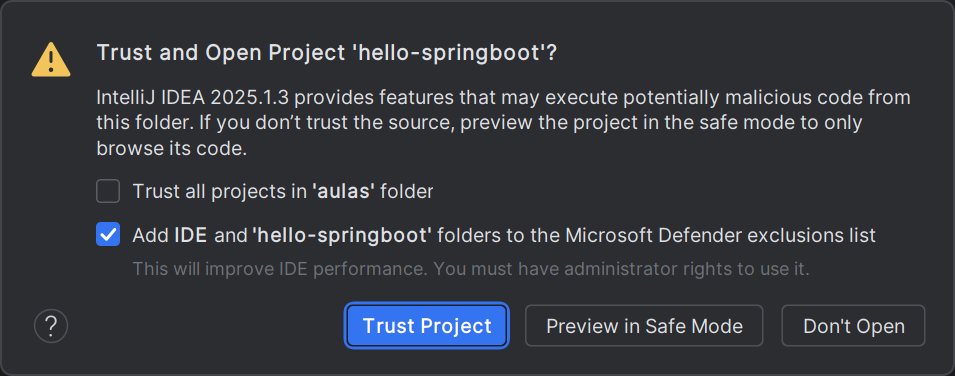 Trust and Open Project 'hello-springboot'?
IntelliJ IDEA 2025.1.3 provides features that may execute potentially malicious code from
this folder. If you don’t trust the source, preview the project in the safe mode to only
browse its code.
Trust all projects in 'aulas' folder
Add IDE and 'hello-springboot' folders to the Microsoft Defender exclusions list
This will improve IDE performance. You must have administrator rights to use it.
? Trust Project Preview in Safe Mode Don't Open